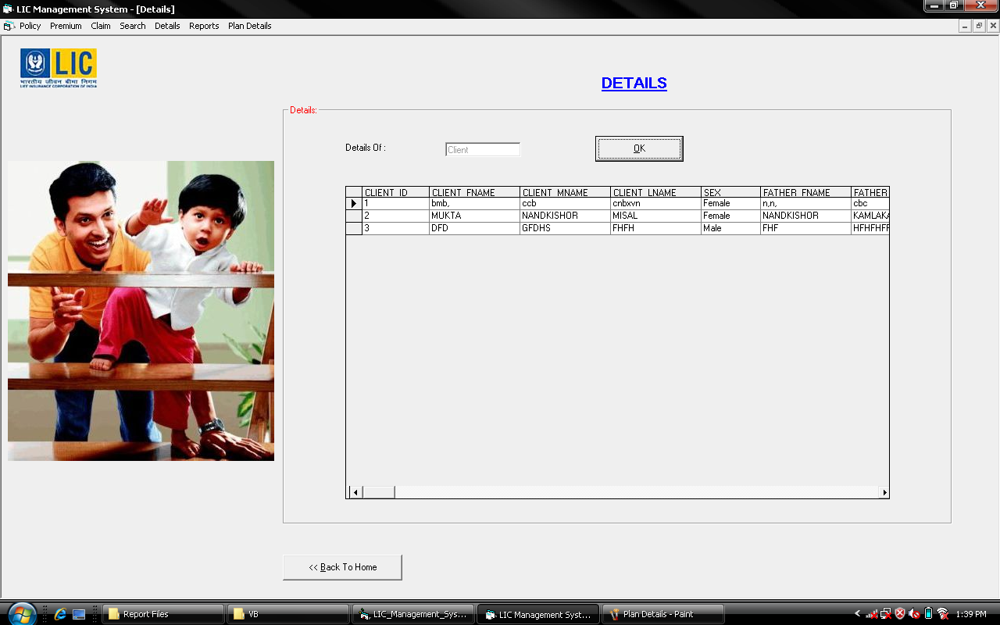 LIC Management System - [Details]
Policy Premium Claim Search Details Reports Plan Details
LIC
भारतीय जीवन बीमा निगम
LIFE INSURANCE CORPORATION OF INDIA
DETAILS
Details:
Details Of :
Client
OK
CLIENT_ID CLIENT_FNAME CLIENT_MNAME CLIENT_LNAME SEX FATHER_FNAME FATHER
1 bmb, ccb cnbxvn Female n,n, cbc
2 MUKTA NANDKISHOR MISAL Female NANDKISHOR KAMLAKA
3 DFD GFDHS FHFH Male FHF HFHFHFF
<< Back To Home
Report Files VB LIC_Management_Sys... LIC Management Syst... Plan Details - Paint 1:39 PM